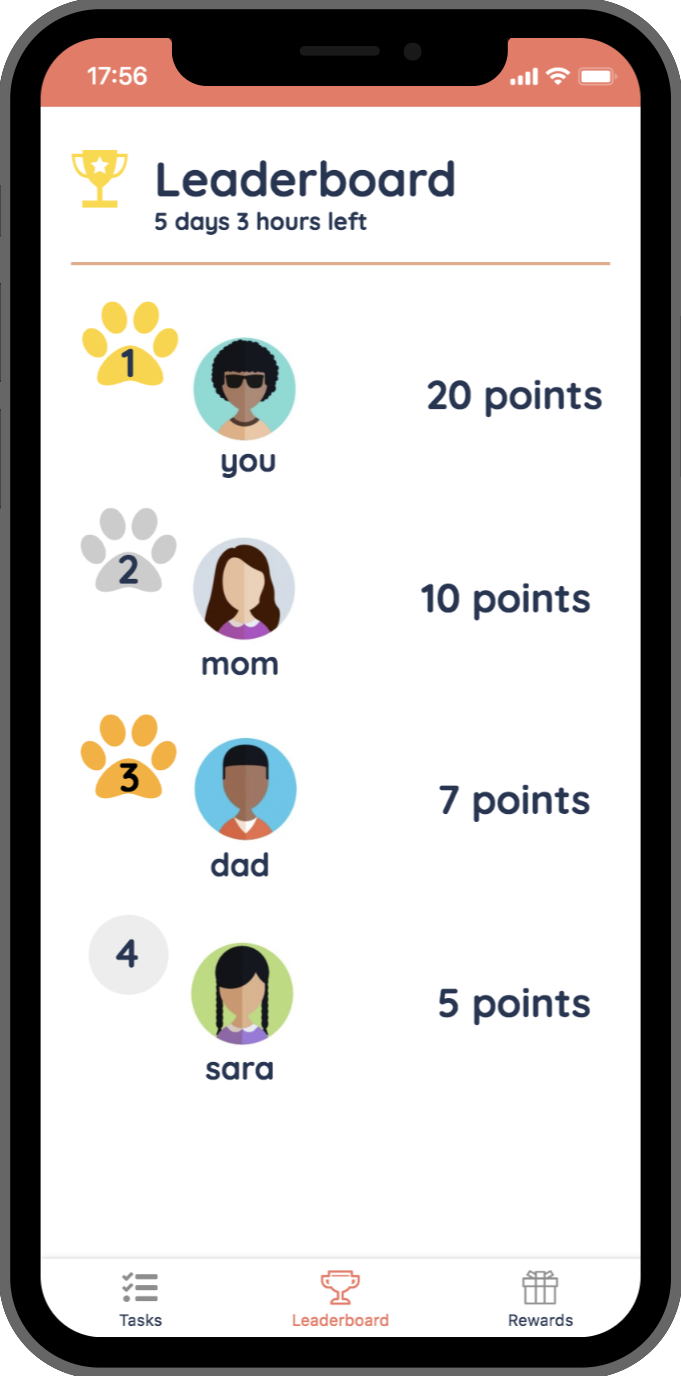 17:56
Leaderboard
5 days 3 hours left
1
20 points
you
2
10 points
mom
3
7 points
dad
4
5 points
sara
Tasks
Leaderboard
Rewards